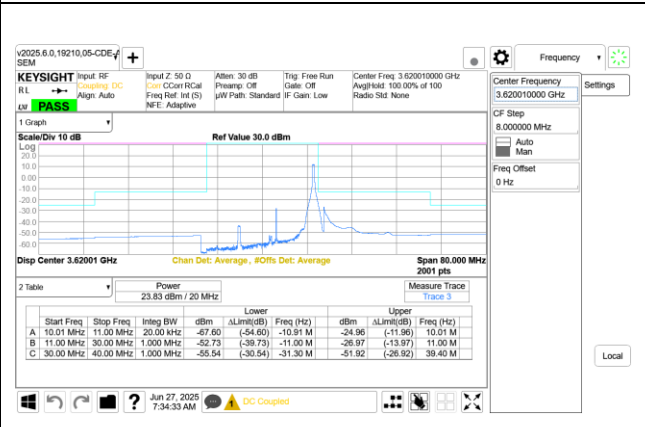 v2025.6.0,19210,05-CDE-
SEM
+
Frequency
KEYSIGHT
RL
PASS
Input: RF
Coupling: DC
Align: Auto
Input Z: 50 Ω
Corr CCorr RCal
Freq Ref: Int (S)
NFE: Adaptive
Atten: 30 dB
Preamp: Off
µW Path: Standard
Trig: Free Run
Gate: Off
IF Gain: Low
Center Freq: 3.620010000 GHz
Avg|Hold: 100.00% of 100
Radio Std: None
Center Frequency
3.620010000 GHz
Settings
CF Step
8.000000 MHz
Auto
Man
Freq Offset
0 Hz
1 Graph
Scale/Div 10 dB
Ref Value 30.0 dBm
Log
20.0
10.0
0.00
-10.0
-20.0
-30.0
-40.0
-50.0
-60.0
Disp Center 3.62001 GHz
Chan Det: Average, #Offs Det: Average
Span 80.000 MHz
2001 pts
2 Table
Power
23.83 dBm / 20 MHz
Measure Trace
Trace 3
Lower Upper
Start Freq Stop Freq Integ BW dBm ΔLimit(dB) Freq (Hz) dBm ΔLimit(dB) Freq (Hz)
A 10.01 MHz 11.00 MHz 20.00 kHz -67.60 (-54.60) -10.91 M -24.96 (-11.96) 10.01 M
B 11.00 MHz 30.00 MHz 1.000 MHz -52.73 (-39.73) -11.00 M -26.97 (-13.97) 11.00 M
C 30.00 MHz 40.00 MHz 1.000 MHz -55.54 (-30.54) -31.30 M -51.92 (-26.92) 39.40 M
Local
?
Jun 27, 2025
7:34:33 AM
DC Coupled